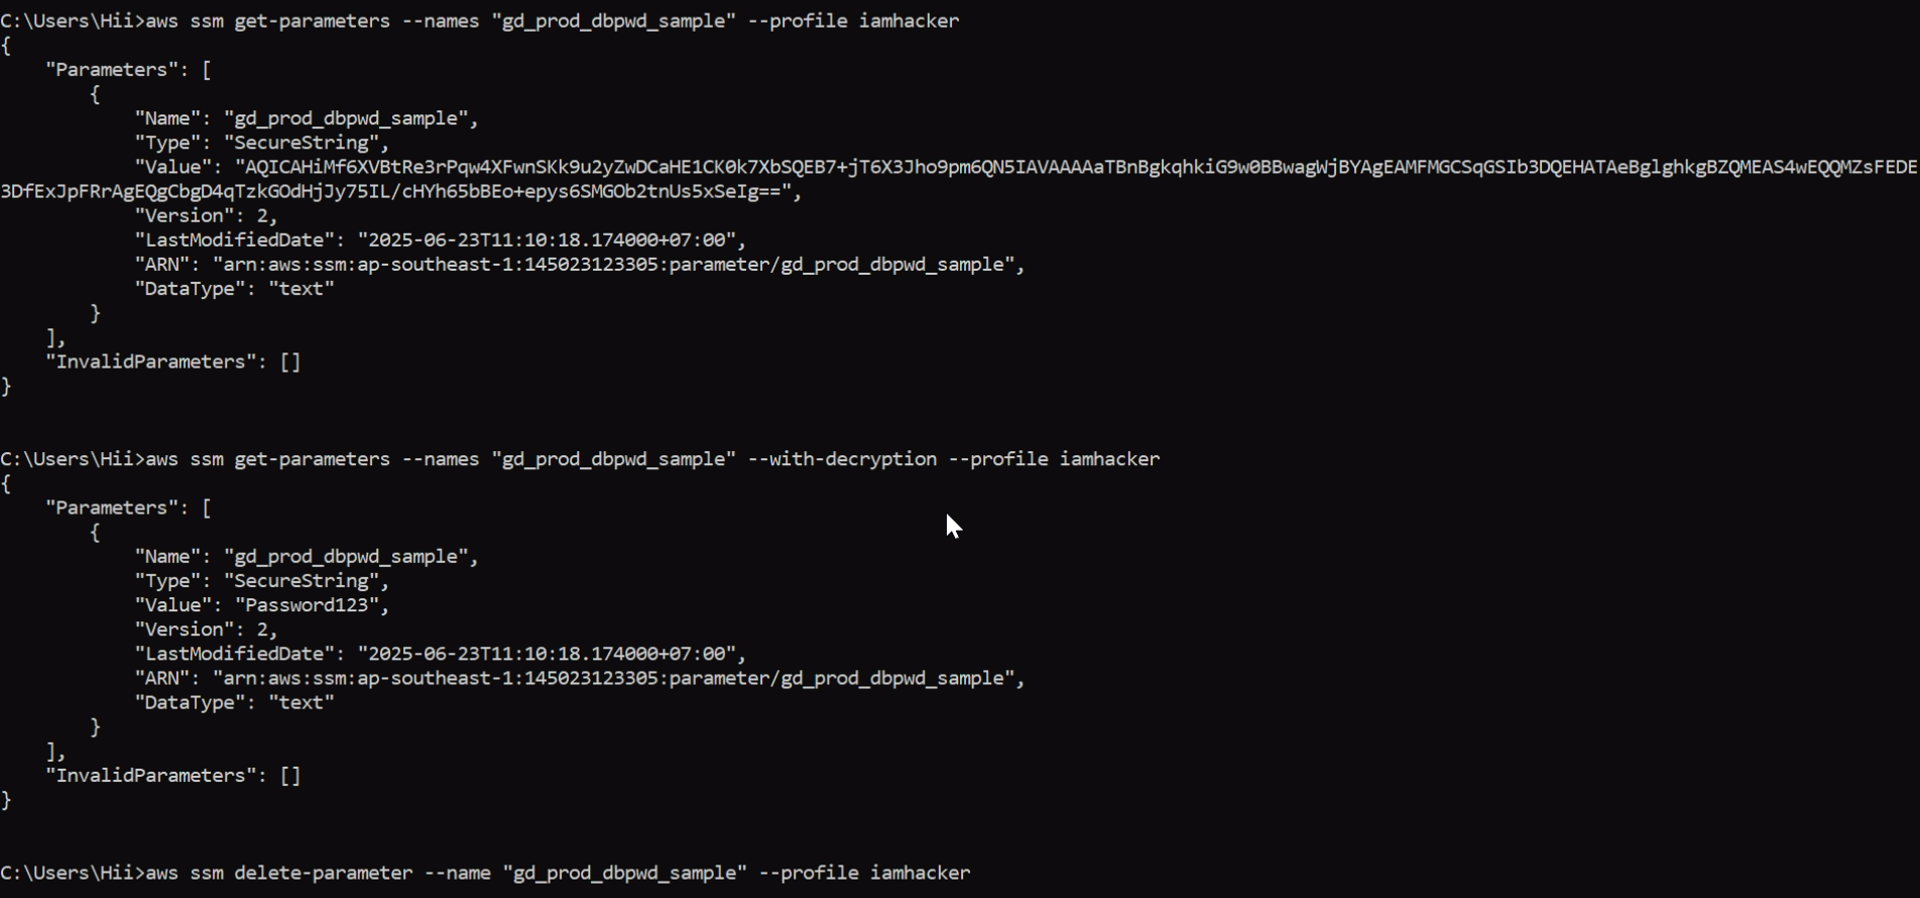 C:\Users\Hii>aws ssm get-parameters --names "gd_prod_dbpwd_sample" --profile iamhacker
{
    "Parameters": [
        {
            "Name": "gd_prod_dbpwd_sample",
            "Type": "SecureString",
            "Value": "AQICAHiMf6XVBtRe3rPqw4XFwnSKk9u2yZwDCaHE1CK0k7XbSQEB7+jT6X3Jho9pm6QN5IAVAAAAaTBnBgkqhkiG9w0BBwagWjBYAgEAMFMGCSqGSIb3DQEHATAeBglghkgBZQMEAS4wEQQMZsFEDE
3DfExJpFRrAgEQgCbgD4qTzkGOdHjJy75IL/cHYh65bBEo+epys6SMGOb2tnUs5xSeIg==",
            "Version": 2,
            "LastModifiedDate": "2025-06-23T11:10:18.174000+07:00",
            "ARN": "arn:aws:ssm:ap-southeast-1:145023123305:parameter/gd_prod_dbpwd_sample",
            "DataType": "text"
        }
    ],
    "InvalidParameters": []
}
C:\Users\Hii>aws ssm get-parameters --names "gd_prod_dbpwd_sample" --with-decryption --profile iamhacker
{
    "Parameters": [
        {
            "Name": "gd_prod_dbpwd_sample",
            "Type": "SecureString",
            "Value": "Password123",
            "Version": 2,
            "LastModifiedDate": "2025-06-23T11:10:18.174000+07:00",
            "ARN": "arn:aws:ssm:ap-southeast-1:145023123305:parameter/gd_prod_dbpwd_sample",
            "DataType": "text"
        }
    ],
    "InvalidParameters": []
}
C:\Users\Hii>aws ssm delete-parameter --name "gd_prod_dbpwd_sample" --profile iamhacker